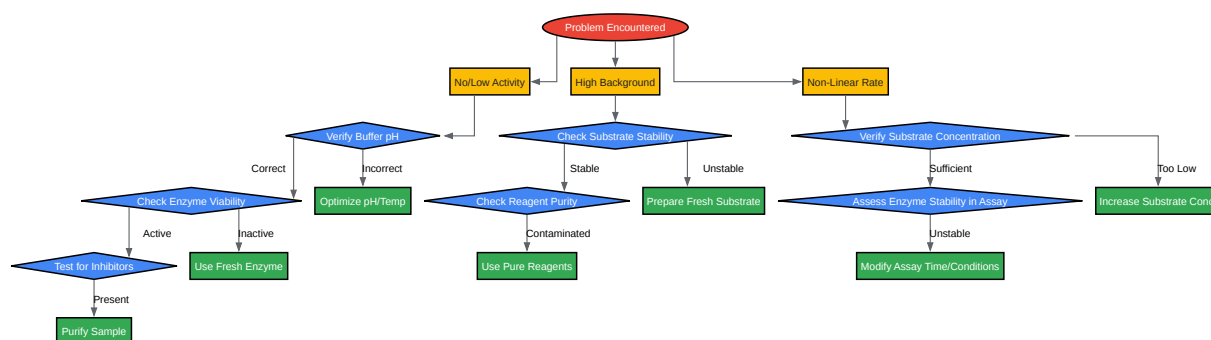 Problem Encountered
No/Low Activity
High Background
Non-Linear Rate
Verify Buffer pH
Check Substrate Stability
Verify Substrate Concentration
Correct
Incorrect
Stable
Unstable
Sufficient
Too Low
Check Enzyme Viability
Optimize pH/Temp
Check Reagent Purity
Prepare Fresh Substrate
Assess Enzyme Stability in Assay
Increase Substrate Conc
Active
Inactive
Contaminated
Unstable
Test for Inhibitors
Use Fresh Enzyme
Use Pure Reagents
Modify Assay Time/Conditions
Present
Purify Sample